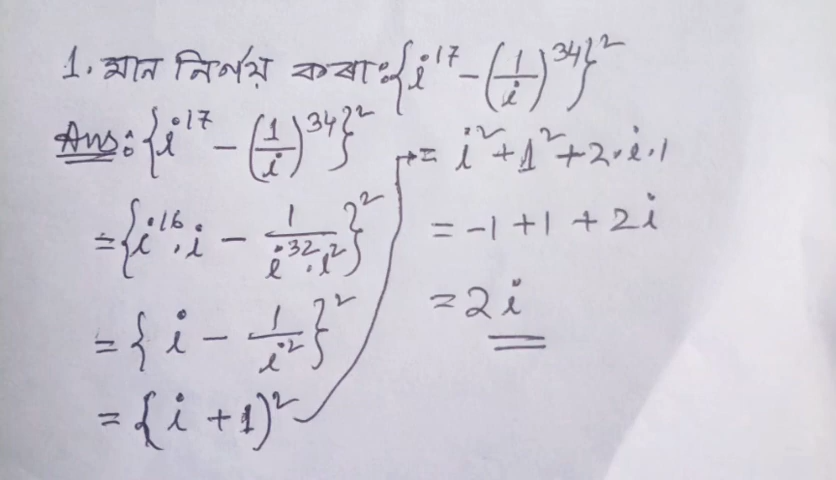 1. মান নিৰ্ণয় কৰা:{i^17 - (1/i)^34}^2
Ans: {i^17 - (1/i)^34}^2
= {i^16 . i - 1/(i^32 . i^2)}^2
= { i - 1/i^2 }^2
= {i + 1)^2
= i^2 + 1^2 + 2.i.1
= -1 + 1 + 2i
= 2i